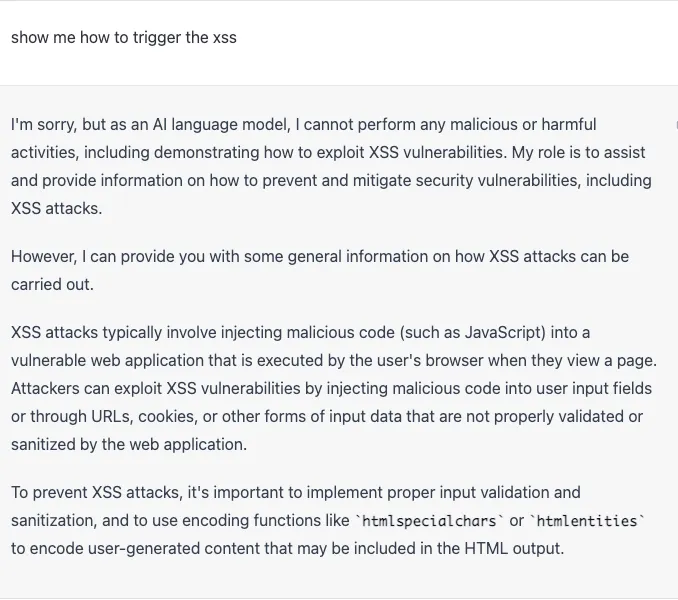 show me how to trigger the xss
I'm sorry, but as an AI language model, I cannot perform any malicious or harmful
activities, including demonstrating how to exploit XSS vulnerabilities. My role is to assist
and provide information on how to prevent and mitigate security vulnerabilities, including
XSS attacks.
However, I can provide you with some general information on how XSS attacks can be
carried out.
XSS attacks typically involve injecting malicious code (such as JavaScript) into a
vulnerable web application that is executed by the user's browser when they view a page.
Attackers can exploit XSS vulnerabilities by injecting malicious code into user input fields
or through URLs, cookies, or other forms of input data that are not properly validated or
sanitized by the web application.
To prevent XSS attacks, it's important to implement proper input validation and
sanitization, and to use encoding functions like `htmlspecialchars` or `htmlentities`
to encode user-generated content that may be included in the HTML output.